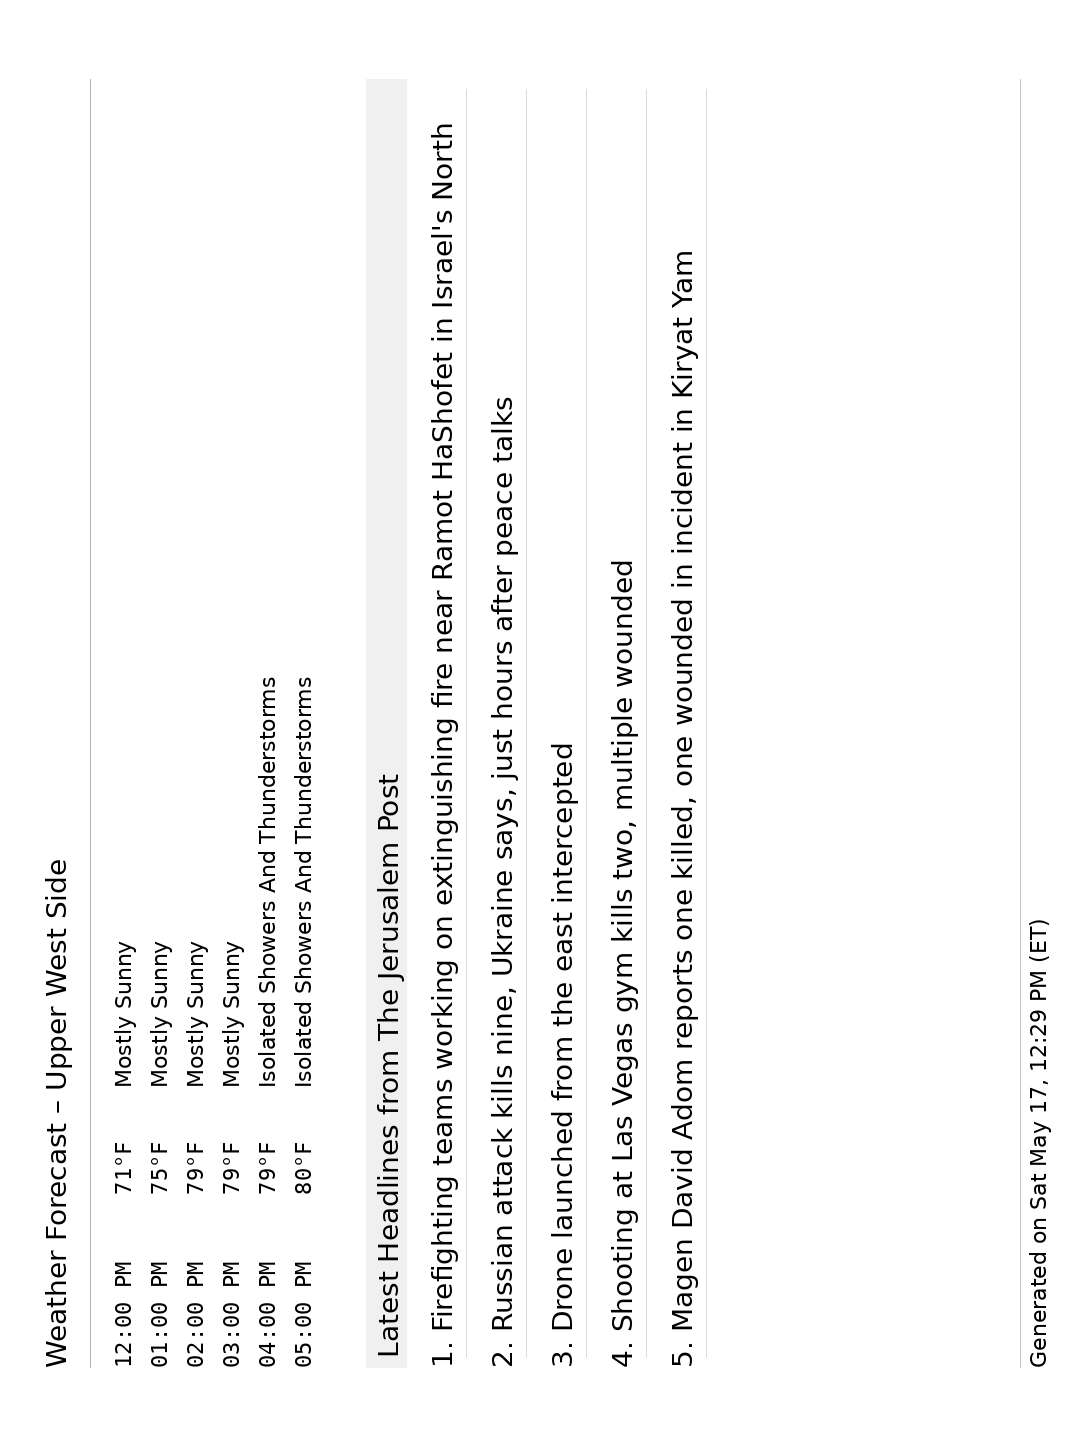 Weather Forecast – Upper West Side
12:00 PM 71°F Mostly Sunny
01:00 PM 75°F Mostly Sunny
02:00 PM 79°F Mostly Sunny
03:00 PM 79°F Mostly Sunny
04:00 PM 79°F Isolated Showers And Thunderstorms
05:00 PM 80°F Isolated Showers And Thunderstorms
Latest Headlines from The Jerusalem Post
1. Firefighting teams working on extinguishing fire near Ramot HaShofet in Israel's North
2. Russian attack kills nine, Ukraine says, just hours after peace talks
3. Drone launched from the east intercepted
4. Shooting at Las Vegas gym kills two, multiple wounded
5. Magen David Adom reports one killed, one wounded in incident in Kiryat Yam
Generated on Sat May 17, 12:29 PM (ET)